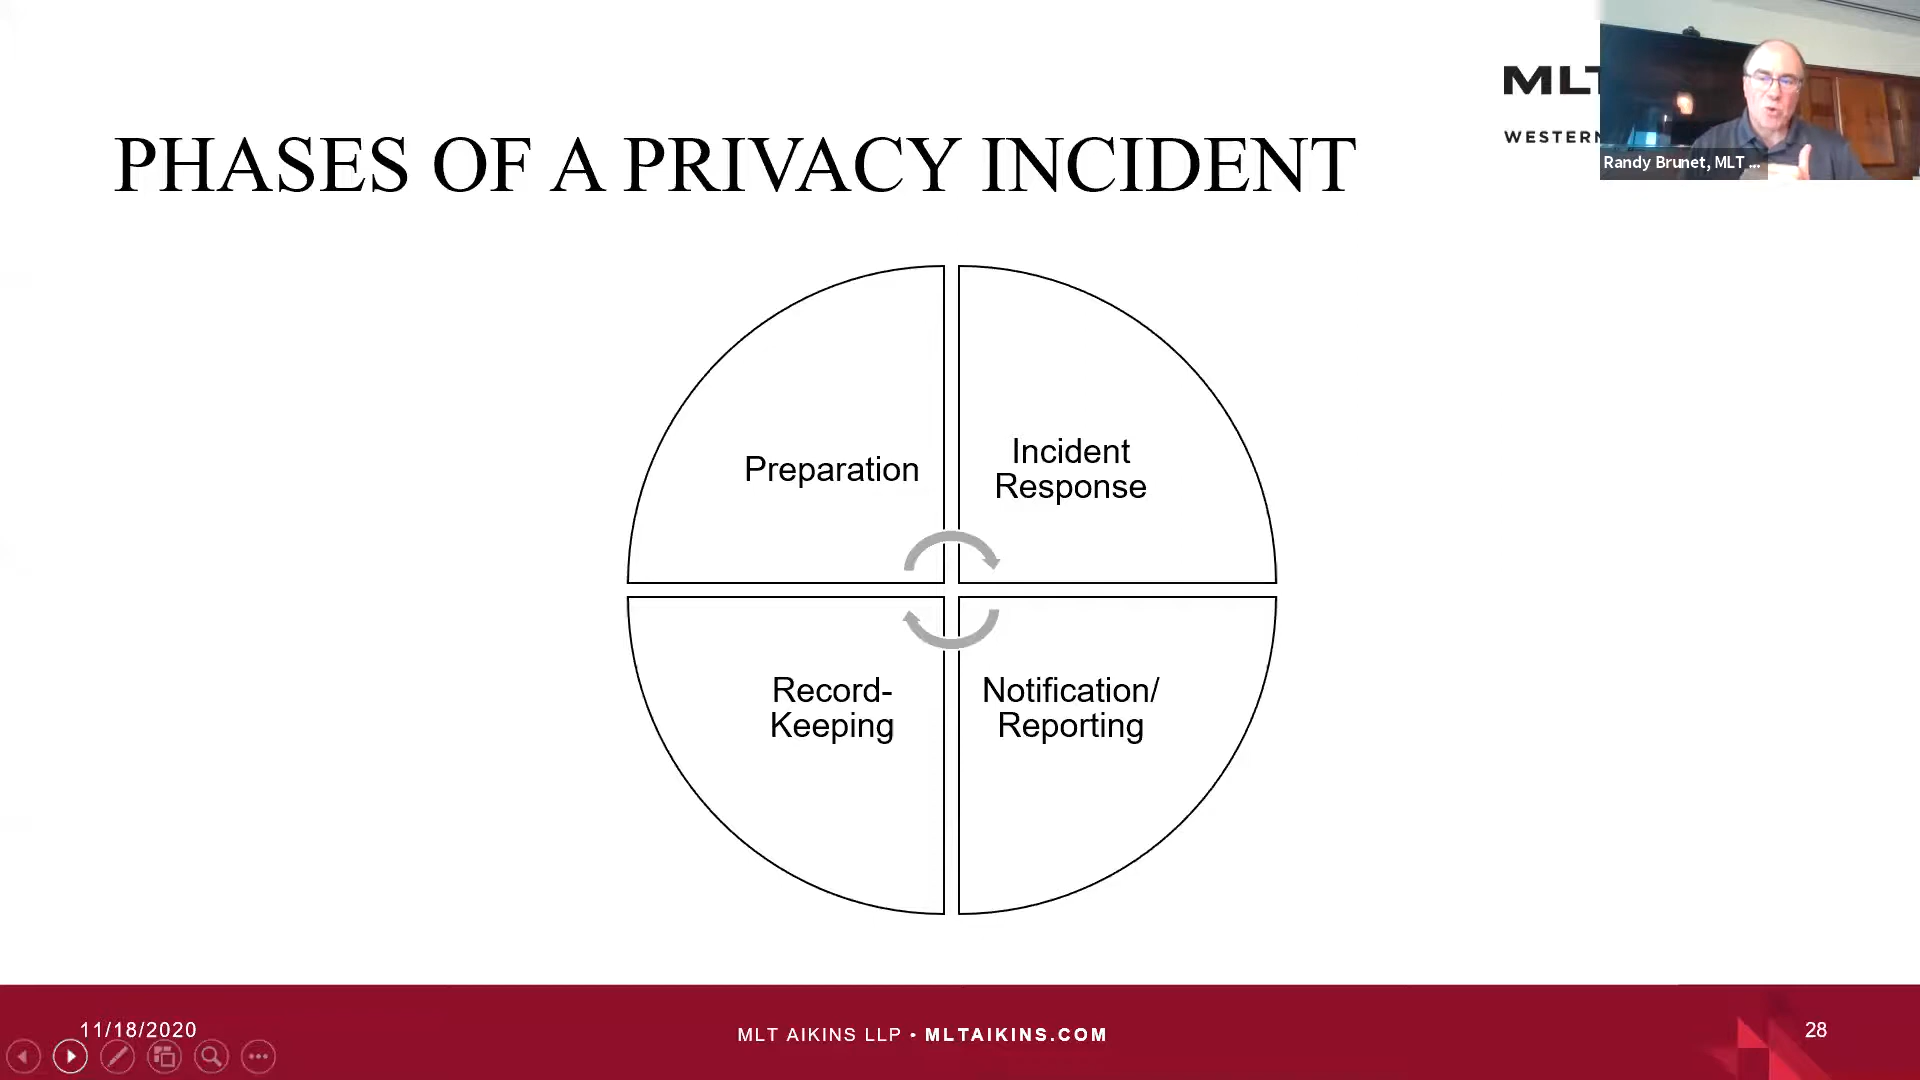 PHASES OF A PRIVACY INCIDENT
MLT
WESTERN
Randy Brunet, MLT ...
Preparation
Incident
Response
Record-
Keeping
Notification/
Reporting
11/18/2020
MLT AIKINS LLP • MLTAIKINS.COM
28